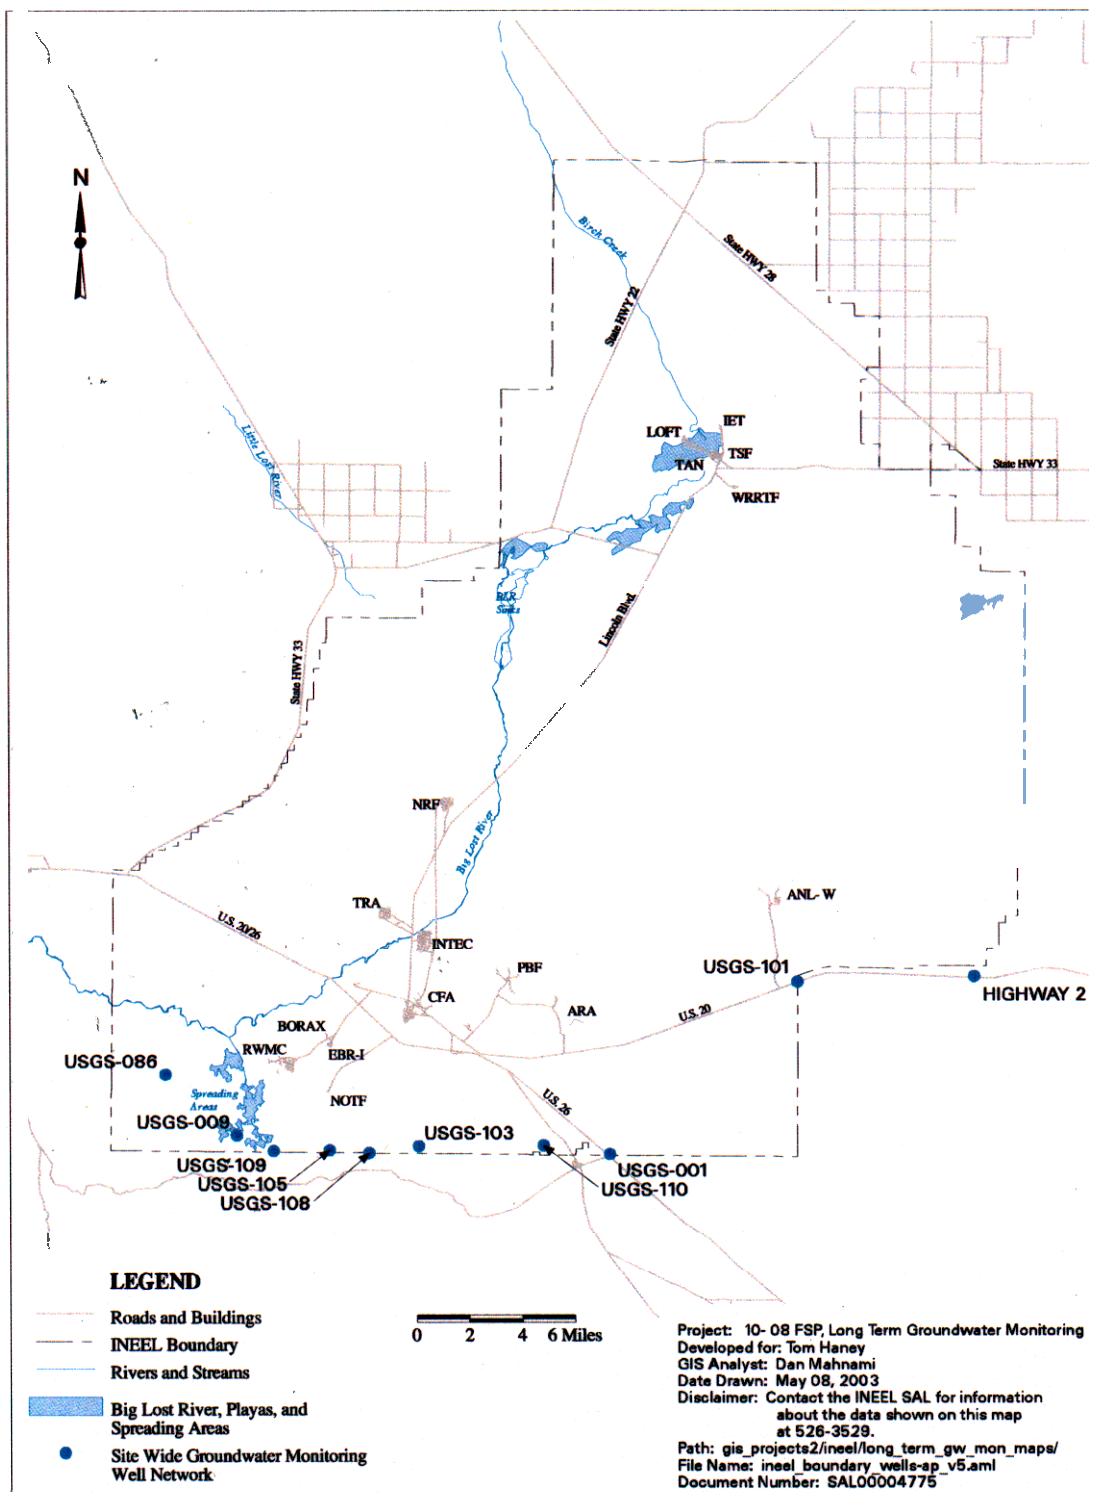 N
Birch Creek
State HWY 28
State HWY 22
Little Lost River
IET
LOFT
TSF
TAN
State HWY 33
WRRTF
BLR
Sinks
Lincoln Blvd.
State HWY 33
NRF
Big Lost River
TRA
U.S. 20/26
ANL- W
INTEC
PBF
USGS-101
HIGHWAY 2
CFA
ARA
U.S. 20
BORAX
RWMC
EBR-I
USGS-086
Spreading
Areas
NOTF
U.S. 26
USGS-009
USGS-103
USGS-109
USGS-001
USGS-105
USGS-110
USGS-108
LEGEND
Roads and Buildings
INEEL Boundary
Rivers and Streams
Big Lost River, Playas, and
Spreading Areas
Site Wide Groundwater Monitoring
Well Network
0 2 4 6 Miles
Project: 10- 08 FSP, Long Term Groundwater Monitoring
Developed for: Tom Haney
GIS Analyst: Dan Mahnami
Date Drawn: May 08, 2003
Disclaimer: Contact the INEEL SAL for information
about the data shown on this map
at 526-3529.
Path: gis_projects2/ineel/long_term_gw_mon_maps/
File Name: ineel_boundary_wells-ap_v5.aml
Document Number: SAL00004775